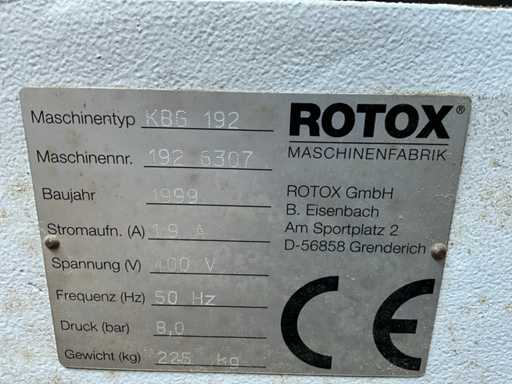 Maschinentyp KBG 192
Maschinennr. 192 6307
Baujahr 1999
Stromaufn. (A) 1,9 A
Spannung (V) 400 V
Frequenz (Hz) 50 Hz
Druck (bar) 8,0
Gewicht (kg) 225 kg
ROTOX®
MASCHINENFABRIK
ROTOX GmbH
B. Eisenbach
Am Sportplatz 2
D-56858 Grenderich
CE